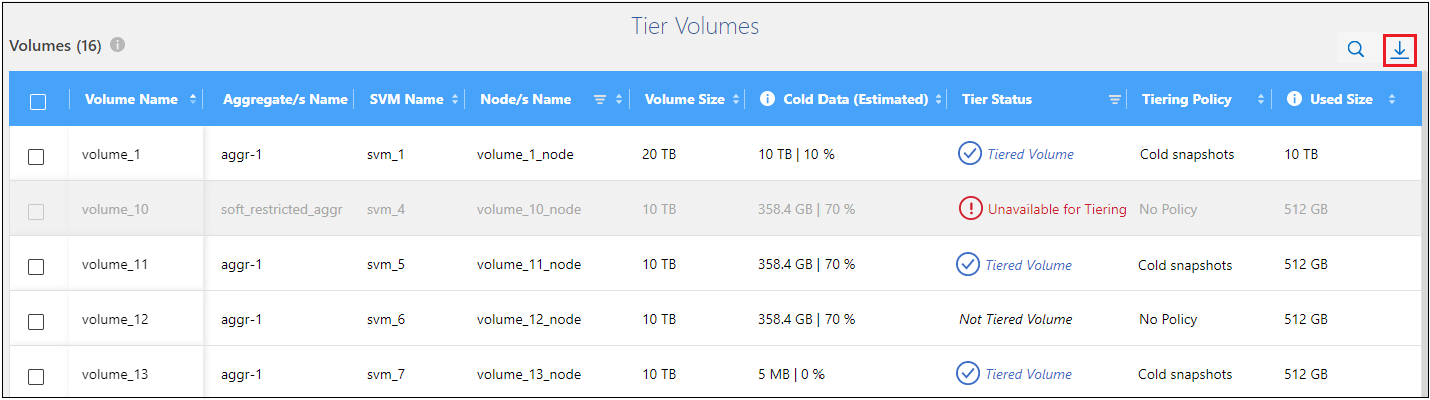 Tier Volumes
Volumes (16)
Volume Name Aggregate/s Name SVM Name Node/s Name Volume Size Cold Data (Estimated) Tier Status Tiering Policy Used Size
volume_1 aggr-1 svm_1 volume_1_node 20 TB 10 TB | 10 % Tiered Volume Cold snapshots 10 TB
volume_10 soft_restricted_aggr svm_4 volume_10_node 10 TB 358.4 GB | 70 % Unavailable for Tiering No Policy 512 GB
volume_11 aggr-1 svm_5 volume_11_node 10 TB 358.4 GB | 70 % Tiered Volume Cold snapshots 512 GB
volume_12 aggr-1 svm_6 volume_12_node 10 TB 358.4 GB | 70 % Not Tiered Volume No Policy 512 GB
volume_13 aggr-1 svm_7 volume_13_node 10 TB 5 MB | 0 % Tiered Volume Cold snapshots 512 GB